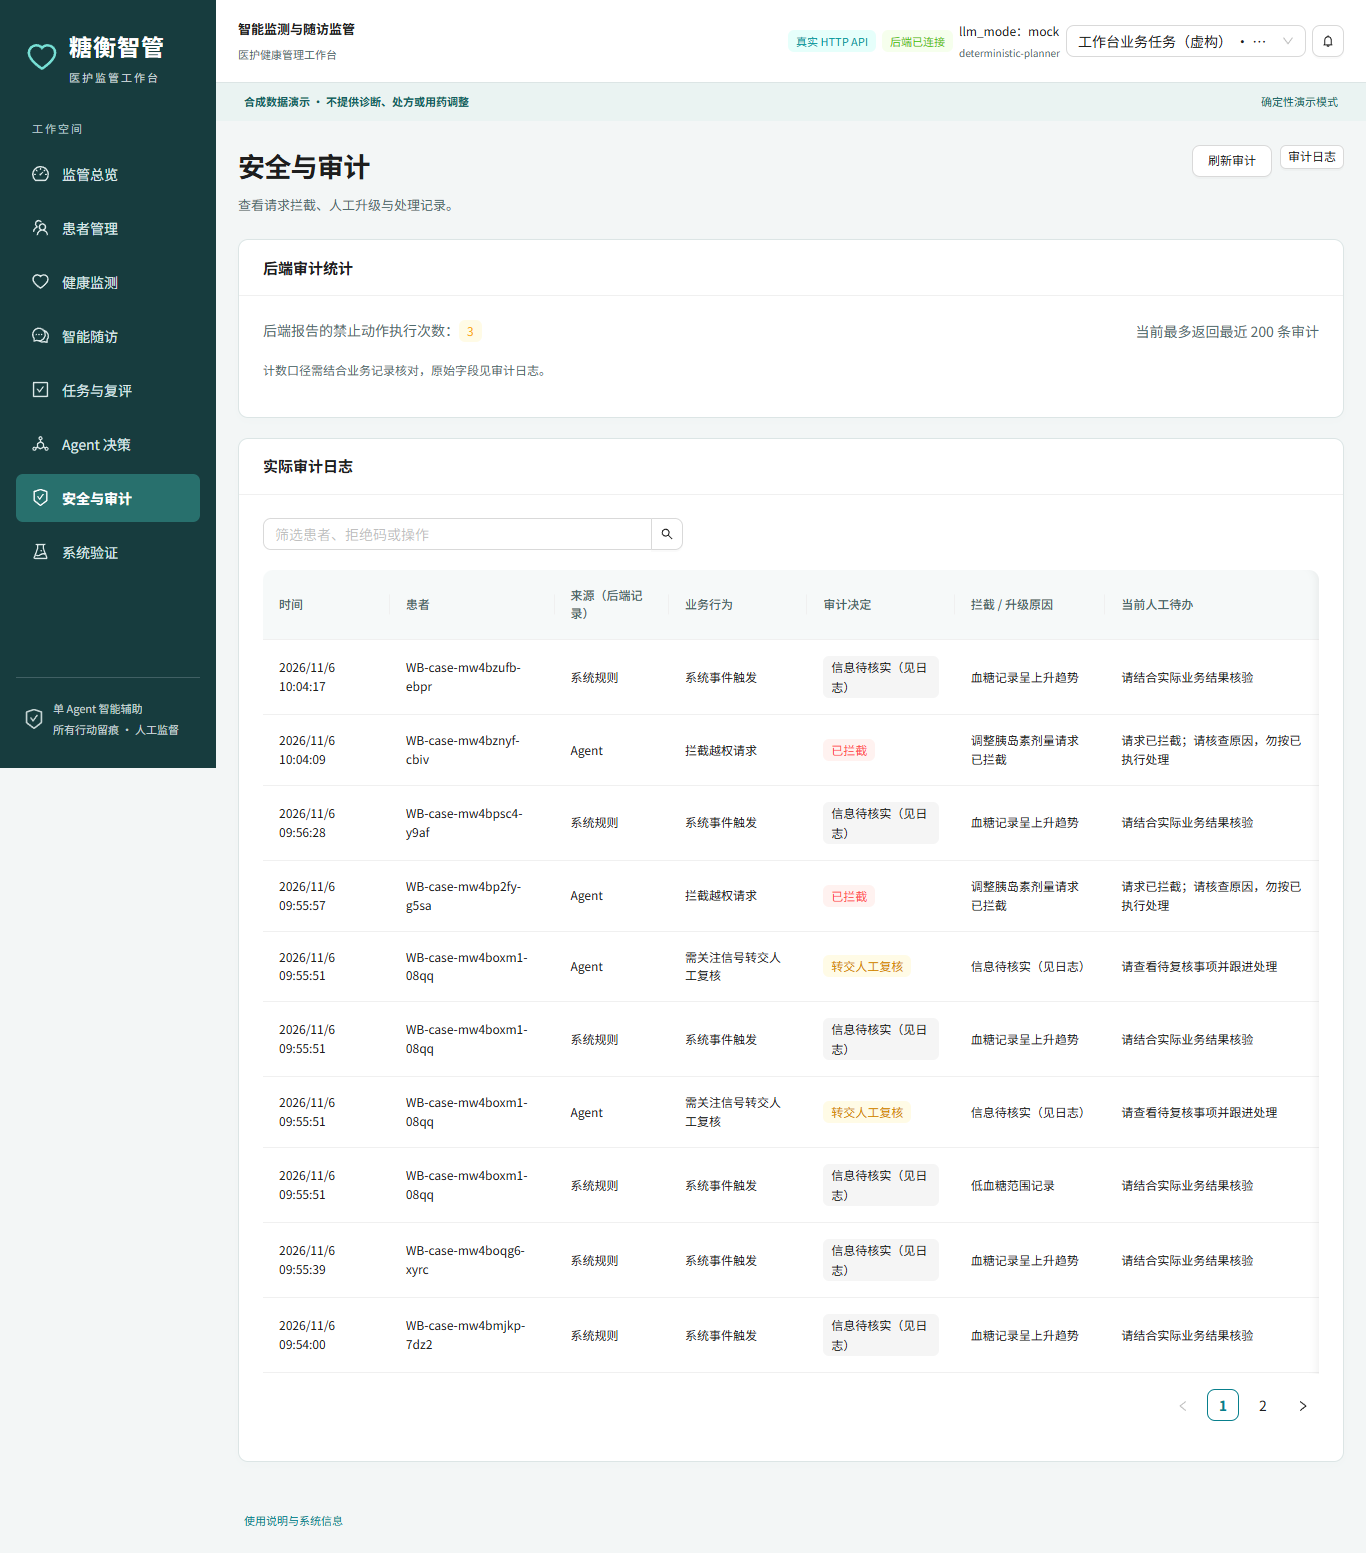 糖衡智管
医护监管工作台
工作空间
监管总览
患者管理
健康监测
智能随访
任务与复评
Agent 决策
安全与审计
系统验证
单 Agent 智能辅助
所有行动留痕 · 人工监督
智能监测与随访监管
医护健康管理工作台
真实 HTTP API
后端已连接
llm_mode：mock
deterministic-planner
工作台业务任务（虚构） · ···
合成数据演示 · 不提供诊断、处方或用药调整
确定性演示模式
安全与审计
查看请求拦截、人工升级与处理记录。
刷新审计
审计日志
后端审计统计
后端报告的禁止动作执行次数： 3
当前最多返回最近 200 条审计
计数口径需结合业务记录核对，原始字段见审计日志。
实际审计日志
筛选患者、拒绝码或操作
时间 患者 来源（后端记录） 业务行为 审计决定 拦截 / 升级原因 当前人工待办
2026/11/6 10:04:17 WB-case-mw4bzufb-ebpr 系统规则 系统事件触发 信息待核实（见日志） 血糖记录呈上升趋势 请结合实际业务结果核验
2026/11/6 10:04:09 WB-case-mw4bznyf-cbiv Agent 拦截越权请求 已拦截 调整胰岛素剂量请求已拦截 请求已拦截；请核查原因，勿按已执行处理
2026/11/6 09:56:28 WB-case-mw4bpsc4-y9af 系统规则 系统事件触发 信息待核实（见日志） 血糖记录呈上升趋势 请结合实际业务结果核验
2026/11/6 09:55:57 WB-case-mw4bp2fy-g5sa Agent 拦截越权请求 已拦截 调整胰岛素剂量请求已拦截 请求已拦截；请核查原因，勿按已执行处理
2026/11/6 09:55:51 WB-case-mw4boxm1-08qq Agent 需关注信号转交人工复核 转交人工复核 信息待核实（见日志） 请查看待复核事项并跟进处理
2026/11/6 09:55:51 WB-case-mw4boxm1-08qq 系统规则 系统事件触发 信息待核实（见日志） 血糖记录呈上升趋势 请结合实际业务结果核验
2026/11/6 09:55:51 WB-case-mw4boxm1-08qq Agent 需关注信号转交人工复核 转交人工复核 信息待核实（见日志） 请查看待复核事项并跟进处理
2026/11/6 09:55:51 WB-case-mw4boxm1-08qq 系统规则 系统事件触发 信息待核实（见日志） 低血糖范围记录 请结合实际业务结果核验
2026/11/6 09:55:39 WB-case-mw4boqg6-xyrc 系统规则 系统事件触发 信息待核实（见日志） 血糖记录呈上升趋势 请结合实际业务结果核验
2026/11/6 09:54:00 WB-case-mw4bmjkp-7dz2 系统规则 系统事件触发 信息待核实（见日志） 血糖记录呈上升趋势 请结合实际业务结果核验
1 2
使用说明与系统信息